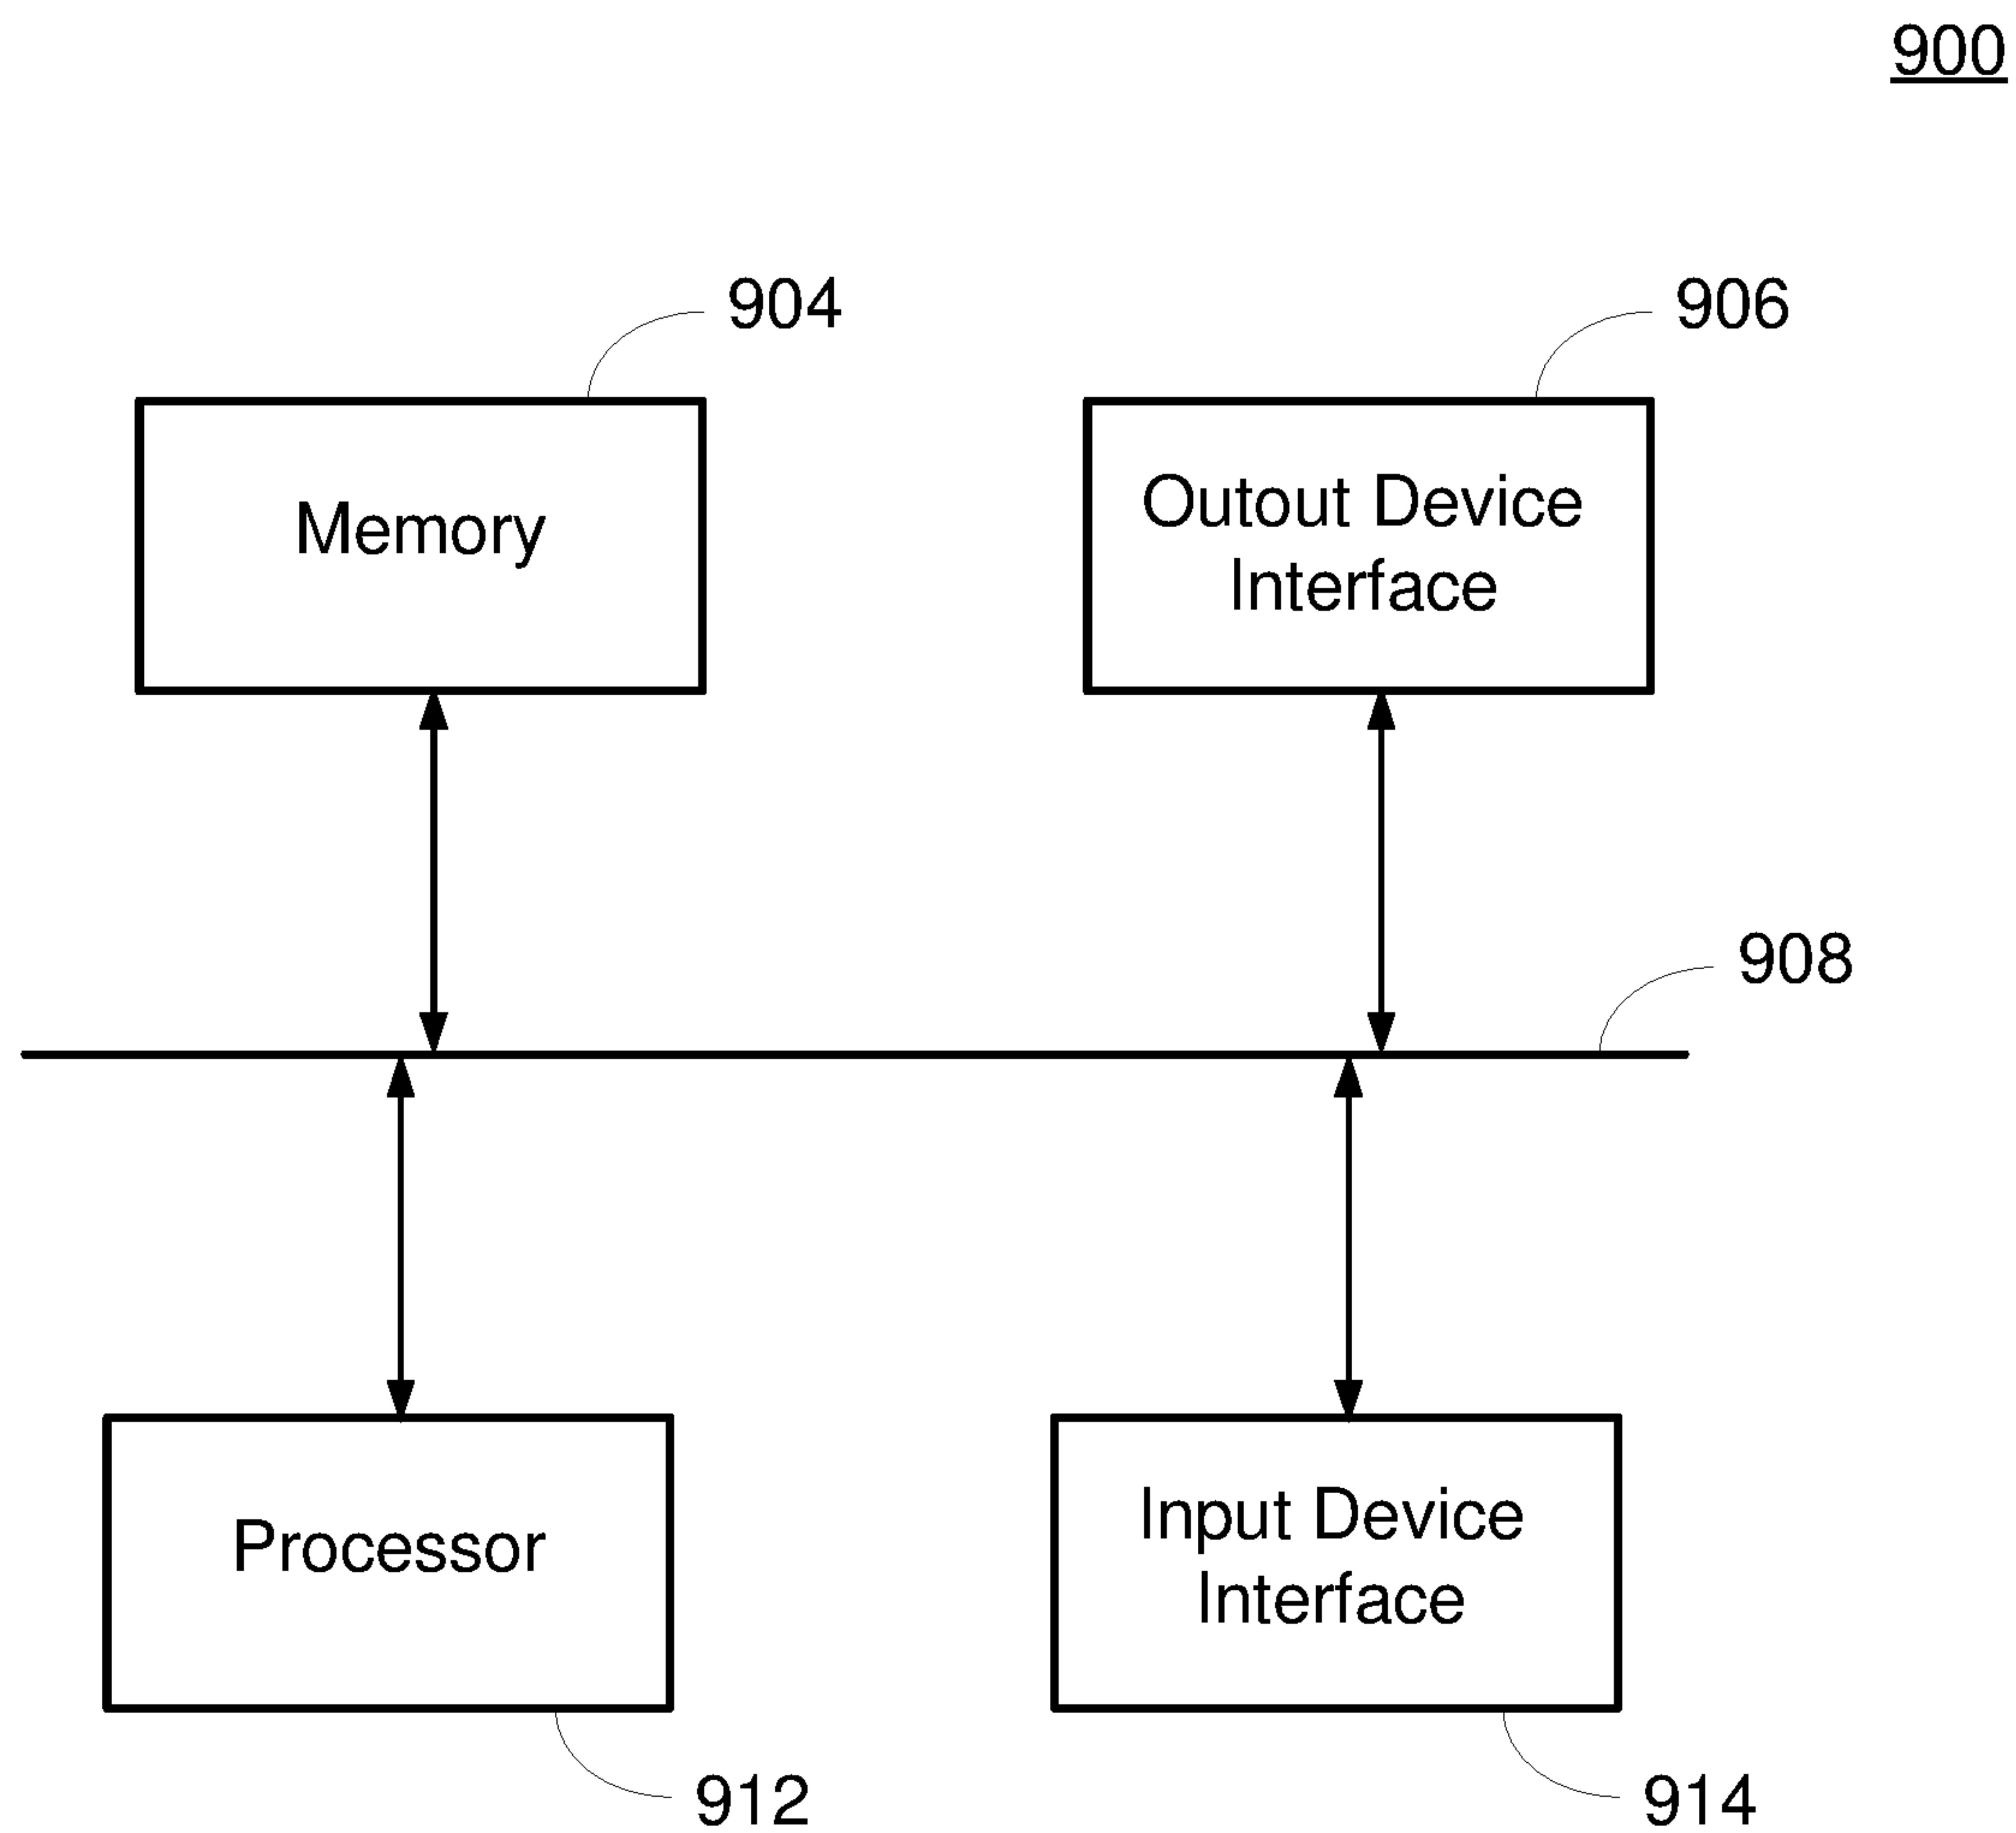 900
904
906
Memory
Outout Device
Interface
908
Processor
Input Device
Interface
912
914